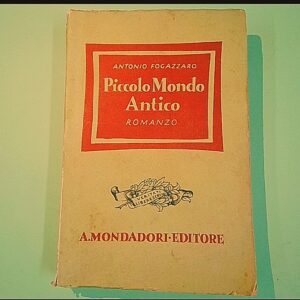 ANTONIO FOGAZZARO
Piccolo Mondo
Antico
ROMANZO
A.MONDADORI·EDITORE